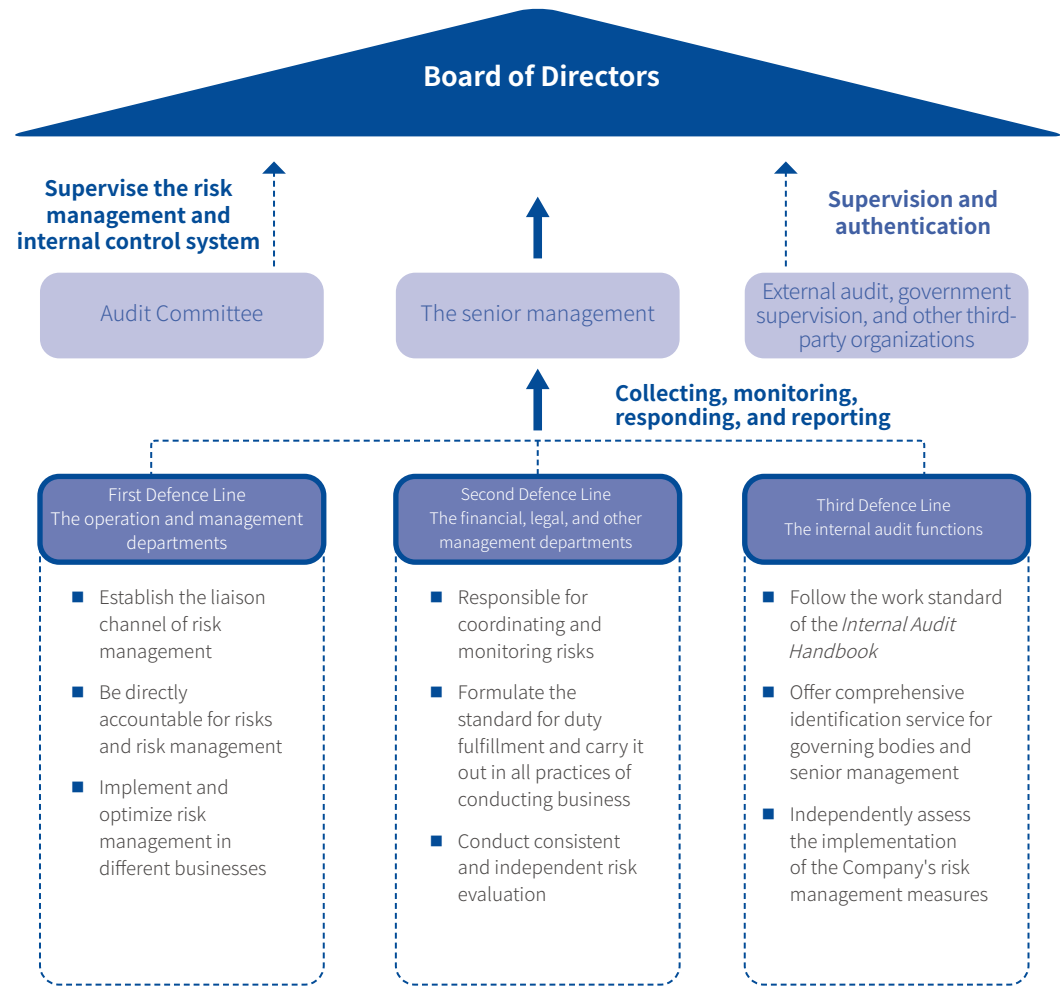 Board of Directors
Supervise the risk
management and
internal control system
Supervision and
authentication
Audit Committee
The senior management
External audit, government
supervision, and other third-
party organizations
Collecting, monitoring,
responding, and reporting
First Defence Line
The operation and management
departments
■ Establish the liaison
channel of risk
management
■ Be directly
accountable for risks
and risk management
■ Implement and
optimize risk
management in
different businesses
Second Defence Line
The financial, legal, and other
management departments
■ Responsible for
coordinating and
monitoring risks
■ Formulate the
standard for duty
fulfillment and carry it
out in all practices of
conducting business
■ Conduct consistent
and independent risk
evaluation
Third Defence Line
The internal audit functions
■ Follow the work standard
of the Internal Audit
Handbook
■ Offer comprehensive
identification service for
governing bodies and
senior management
■ Independently assess
the implementation
of the Company's risk
management measures